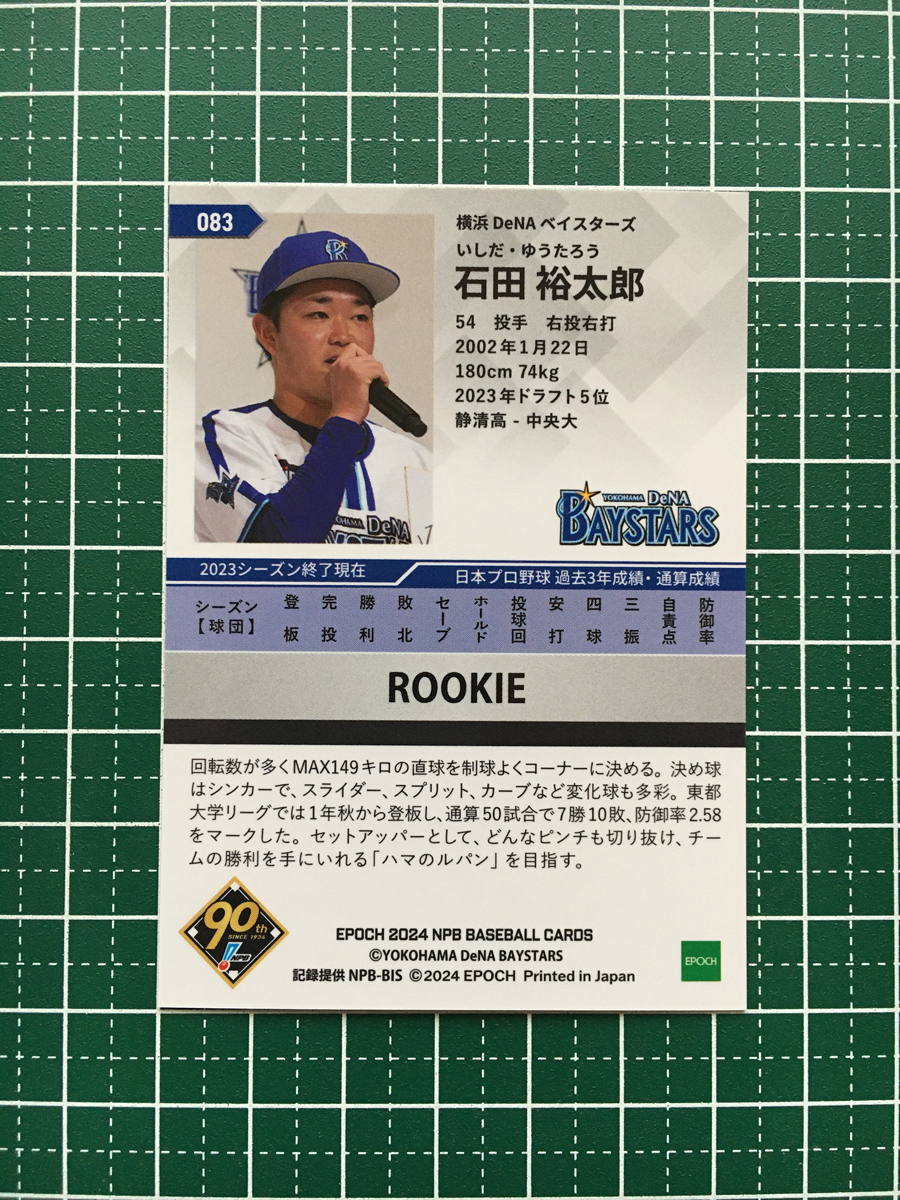 083
横浜 DeNA ベイスターズ
いしだ・ゆうたろう
石田 裕太郎
54 投手 右投右打
2002年1月22日
180cm 74kg
2023年ドラフト5位
静清高 - 中央大
YOKOHAMA DeNA
BAYSTARS
YOKOHAMA DeNA
2023シーズン終了現在
日本プロ野球 過去3年成績・通算成績
シーズン【球団】 登板 完投 勝利 敗北 セーブ ホールド 投球回 安打 四球 三振 自責点 防御率
ROOKIE
回転数が多くMAX149キロの直球を制球よくコーナーに決める。決め球
はシンカーで、スライダー、スプリット、カーブなど変化球も多彩。東都
大学リーグでは1年秋から登板し、通算50試合で7勝10敗、防御率2.58
をマークした。セットアッパーとして、どんなピンチも切り抜け、チー
ムの勝利を手にいれる「ハマのルパン」を目指す。
90th
SINCE 1934
NPB
EPOCH 2024 NPB BASEBALL CARDS
©YOKOHAMA DeNA BAYSTARS
記録提供 NPB-BIS ©2024 EPOCH Printed in Japan
EPOCH